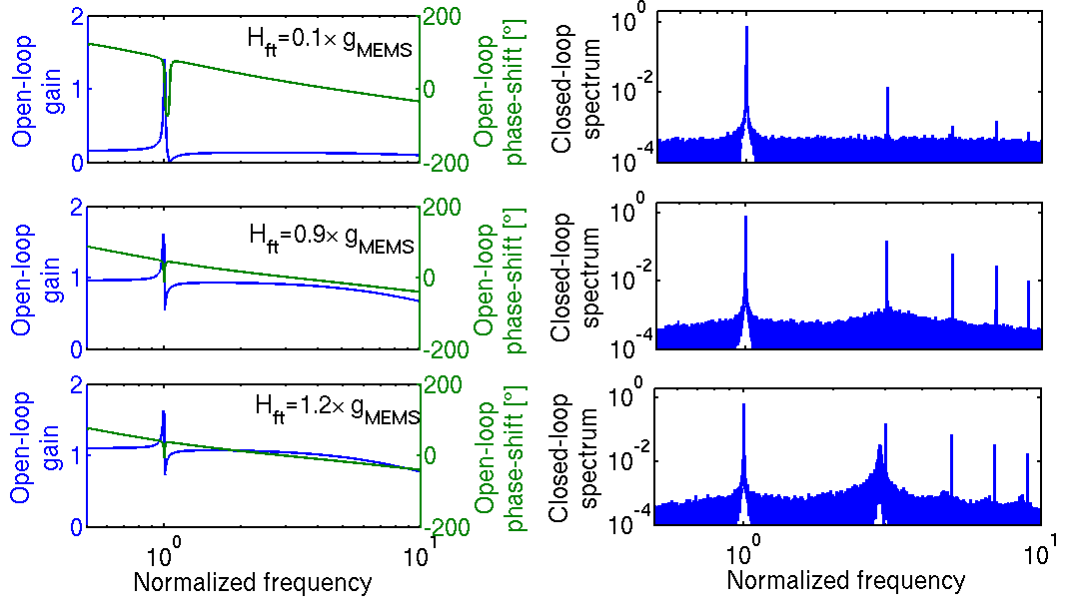 2
1
0
Open-loop
gain
H_ft=0.1× g_MEMS
200
0
-200
Open-loop
phase-shift [°]
10^0
10^-2
10^-4
Closed-loop
spectrum
2
1
0
Open-loop
gain
H_ft=0.9× g_MEMS
200
0
-200
Open-loop
phase-shift [°]
10^0
10^-2
10^-4
Closed-loop
spectrum
2
1
0
Open-loop
gain
H_ft=1.2× g_MEMS
200
0
-200
Open-loop
phase-shift [°]
10^0
10^1
Normalized frequency
10^0
10^-2
10^-4
Closed-loop
spectrum
10^0
10^1
Normalized frequency